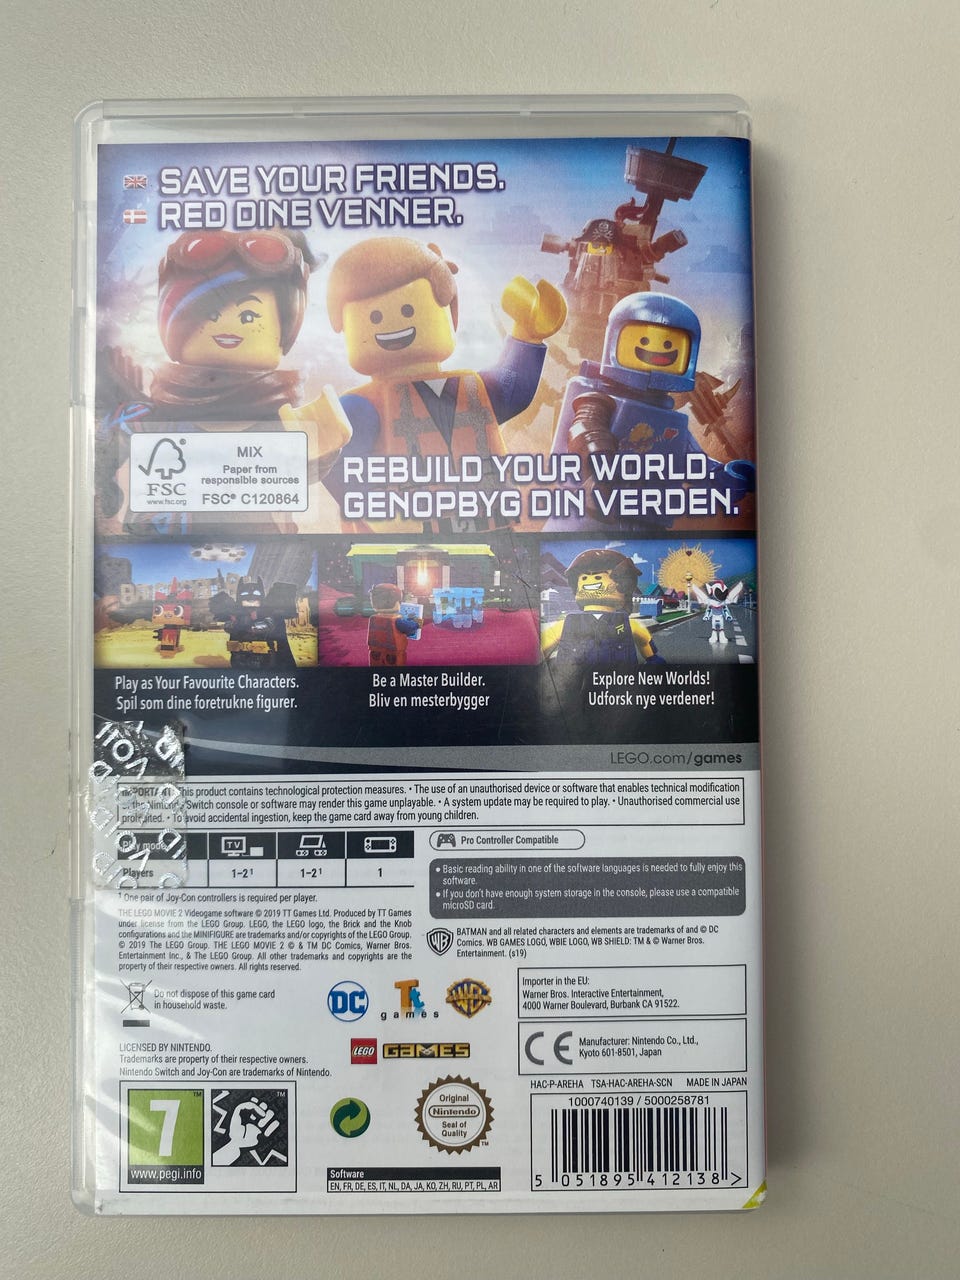 SAVE YOUR FRIENDS.
RED DINE VENNER.
MIX
Paper from
responsible sources
FSC
www.fsc.org
FSC® C120864
REBUILD YOUR WORLD.
GENOPBYG DIN VERDEN.
Play as Your Favourite Characters.
Spil som dine foretrukne figurer.
Be a Master Builder.
Bliv en mesterbygger
Explore New Worlds!
Udforsk nye verdener!
LEGO.com/games
IMPORTANT: This product contains technological protection measures. • The use of an unauthorised device or software that enables technical modification
of the Nintendo Switch console or software may render this game unplayable. • A system update may be required to play. • Unauthorised commercial use
prohibited. • To avoid accidental ingestion, keep the game card away from young children.
Play mode
TV
Players
1-2¹
1-2¹
1
Pro Controller Compatible
• Basic reading ability in one of the software languages is needed to fully enjoy this
software.
• If you don't have enough system storage in the console, please use a compatible
microSD card.
¹ One pair of Joy-Con controllers is required per player.
THE LEGO MOVIE 2 Videogame software © 2019 TT Games Ltd. Produced by TT Games
under license from the LEGO Group. LEGO, the LEGO logo, the Brick and the Knob
configurations and the MINIFIGURE are trademarks and/or copyrights of the LEGO Group.
© 2019 The LEGO Group. THE LEGO MOVIE 2 © & TM DC Comics, Warner Bros.
Entertainment Inc., & The LEGO Group. All other trademarks and copyrights are the
property of their respective owners. All rights reserved.
WB
BATMAN and all related characters and elements are trademarks of and © DC
Comics. WB GAMES LOGO, WBIE LOGO, WB SHIELD: TM & © Warner Bros.
Entertainment. (s19)
Do not dispose of this game card
in household waste.
DC
Tt
games
WB
Importer in the EU:
Warner Bros. Interactive Entertainment,
4000 Warner Boulevard, Burbank CA 91522.
LICENSED BY NINTENDO.
Trademarks are property of their respective owners.
Nintendo Switch and Joy-Con are trademarks of Nintendo.
LEGO GAMES
CE
Manufacturer: Nintendo Co., Ltd.,
Kyoto 601-8501, Japan
HAC-P-AREHA TSA-HAC-AREHA-SCN MADE IN JAPAN
7
TM
www.pegi.info
TM
Original
Nintendo
Seal of
Quality
TM
1000740139 / 5000258781
Software
EN, FR, DE, ES, IT, NL, DA, JA, KO, ZH, RU, PT, PL, AR
5 051895 412138 >